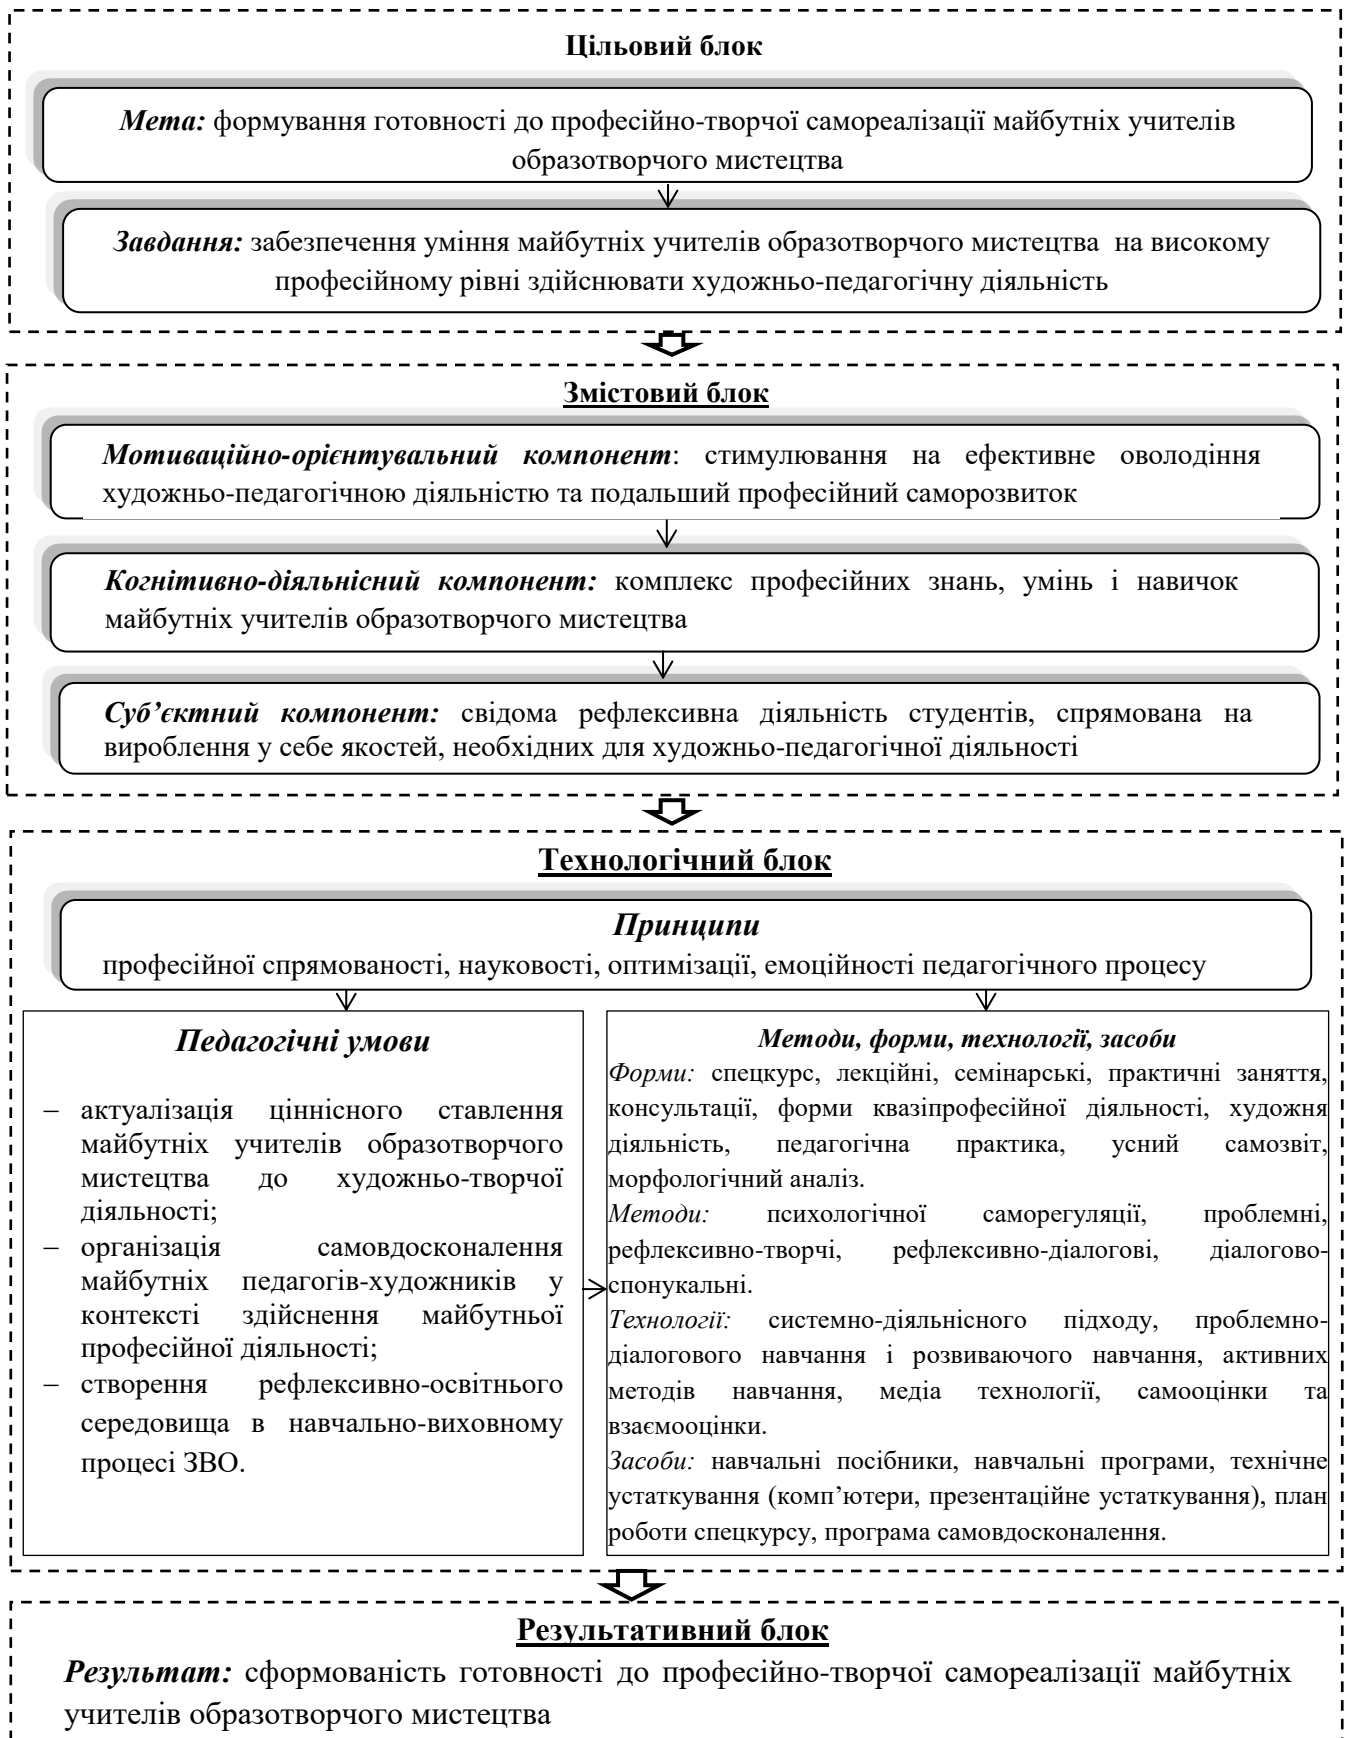 Цільовий блок
Мета: формування готовності до професійно-творчої самореалізації майбутніх учителів
образотворчого мистецтва
Завдання: забезпечення уміння майбутніх учителів образотворчого мистецтва на високому
професійному рівні здійснювати художньо-педагогічну діяльність
Змістовий блок
Мотиваційно-орієнтувальний компонент: стимулювання на ефективне оволодіння
художньо-педагогічною діяльністю та подальший професійний саморозвиток
Когнітивно-діяльнісний компонент: комплекс професійних знань, умінь і навичок
майбутніх учителів образотворчого мистецтва
Суб’єктний компонент: свідома рефлексивна діяльність студентів, спрямована на
вироблення у себе якостей, необхідних для художньо-педагогічної діяльності
Технологічний блок
Принципи
професійної спрямованості, науковості, оптимізації, емоційності педагогічного процесу
Педагогічні умови
– актуалізація ціннісного ставлення
майбутніх учителів образотворчого
мистецтва до художньо-творчої
діяльності;
– організація самовдосконалення
майбутніх педагогів-художників у
контексті здійснення майбутньої
професійної діяльності;
– створення рефлексивно-освітнього
середовища в навчально-виховному
процесі ЗВО.
Методи, форми, технології, засоби
Форми: спецкурс, лекційні, семінарські, практичні заняття,
консультації, форми квазіпрофесійної діяльності, художня
діяльність, педагогічна практика, усний самозвіт,
морфологічний аналіз.
Методи: психологічної саморегуляції, проблемні,
рефлексивно-творчі, рефлексивно-діалогові, діалогово-
спонукальні.
Технології: системно-діяльнісного підходу, проблемно-
діалогового навчання і розвиваючого навчання, активних
методів навчання, медіа технології, самооцінки та
взаємооцінки.
Засоби: навчальні посібники, навчальні програми, технічне
устаткування (комп’ютери, презентаційне устаткування), план
роботи спецкурсу, програма самовдосконалення.
Результативний блок
Результат: сформованість готовності до професійно-творчої самореалізації майбутніх
учителів образотворчого мистецтва